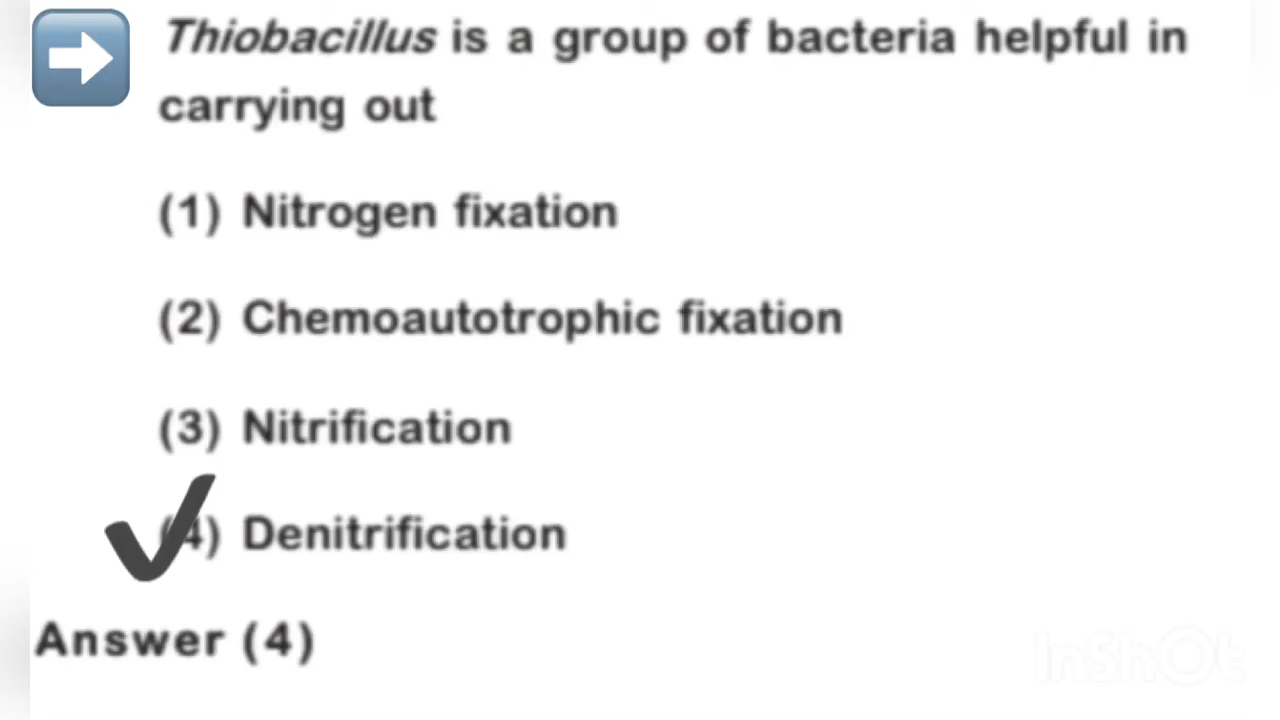 Thiobacillus is a group of bacteria helpful in
carrying out
(1) Nitrogen fixation
(2) Chemoautotrophic fixation
(3) Nitrification
(4) Denitrification
Answer (4)
InShOt